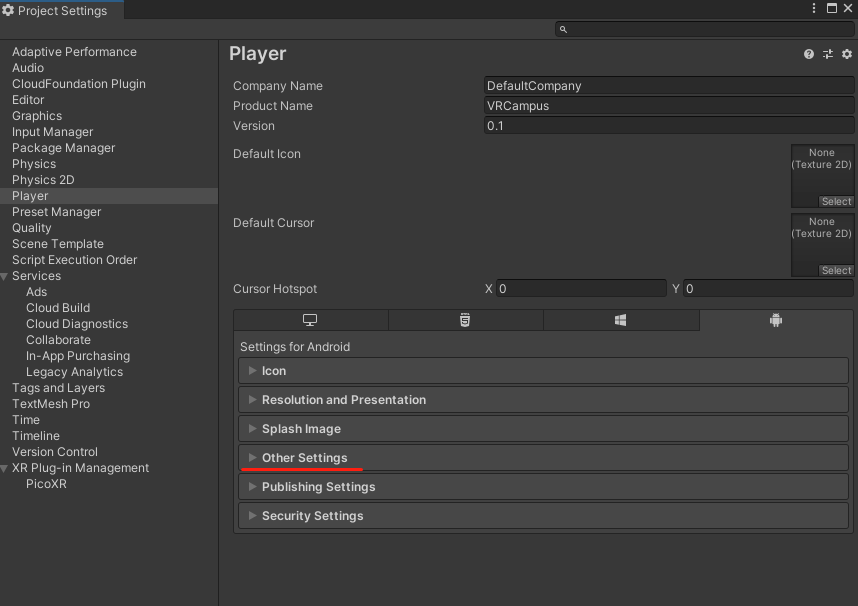 Project Settings
Adaptive Performance
Audio
CloudFoundation Plugin
Editor
Graphics
Input Manager
Package Manager
Physics
Physics 2D
Player
Preset Manager
Quality
Scene Template
Script Execution Order
Services
Ads
Cloud Build
Cloud Diagnostics
Collaborate
In-App Purchasing
Legacy Analytics
Tags and Layers
TextMesh Pro
Time
Timeline
Version Control
XR Plug-in Management
PicoXR
Player
Company Name DefaultCompany
Product Name VRCampus
Version 0.1
Default Icon None
(Texture 2D)
Select
Default Cursor None
(Texture 2D)
Select
Cursor Hotspot X 0 Y 0
Settings for Android
Icon
Resolution and Presentation
Splash Image
Other Settings
Publishing Settings
Security Settings